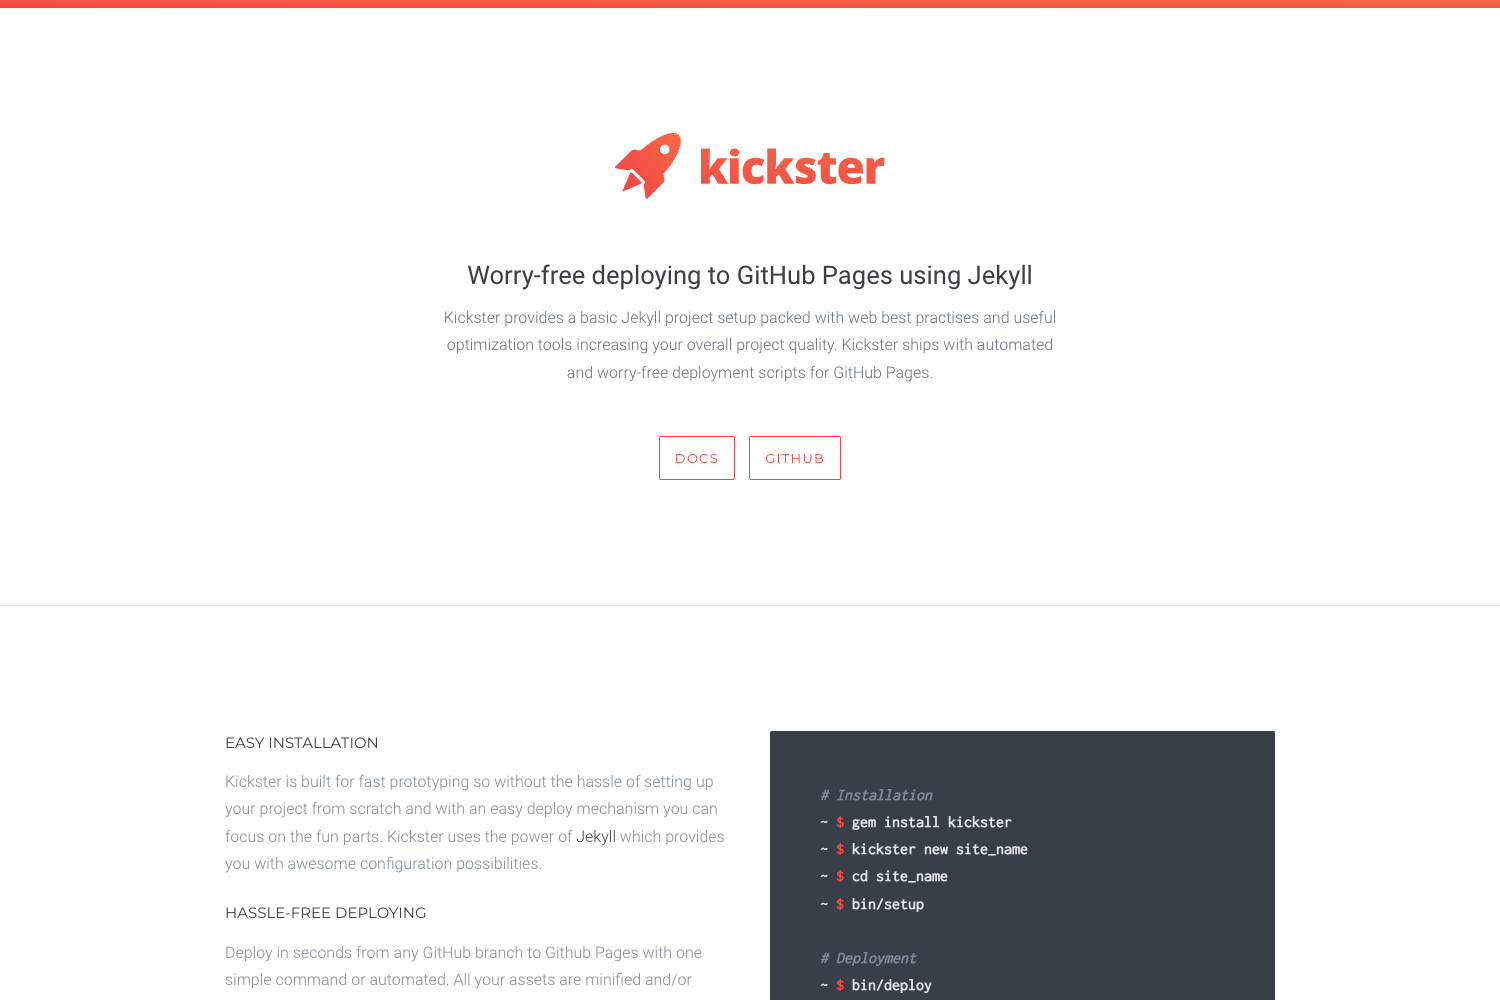 kickster
Worry-free deploying to GitHub Pages using Jekyll
Kickster provides a basic Jekyll project setup packed with web best practises and useful
optimization tools increasing your overall project quality. Kickster ships with automated
and worry-free deployment scripts for GitHub Pages.
DOCS
GITHUB
EASY INSTALLATION
Kickster is built for fast prototyping so without the hassle of setting up
your project from scratch and with an easy deploy mechanism you can
focus on the fun parts. Kickster uses the power of Jekyll which provides
you with awesome configuration possibilities.
HASSLE-FREE DEPLOYING
Deploy in seconds from any GitHub branch to Github Pages with one
simple command or automated. All your assets are minified and/or
# Installation
~ $ gem install kickster
~ $ kickster new site_name
~ $ cd site_name
~ $ bin/setup
# Deployment
~ $ bin/deploy